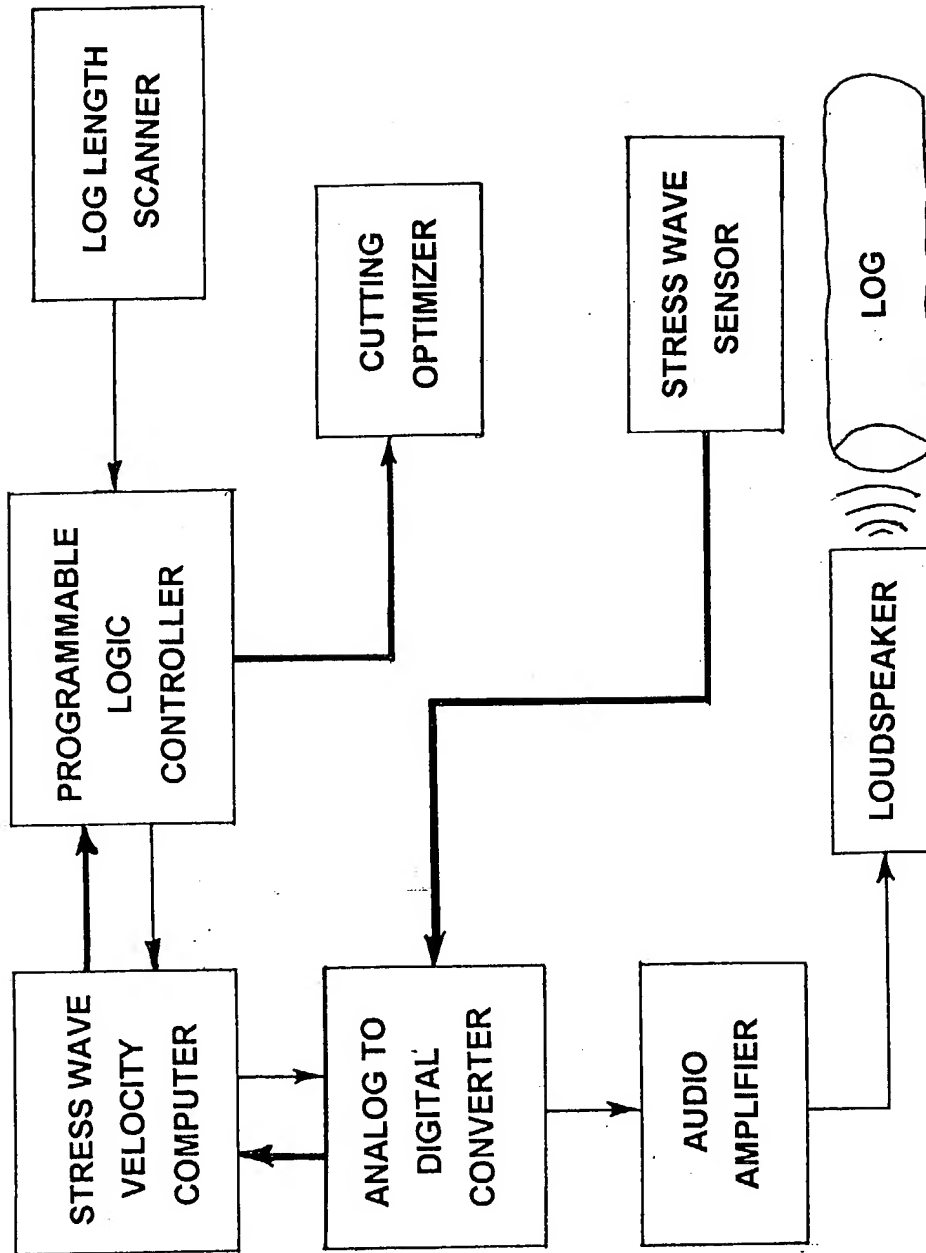 LOG LENGTH
SCANNER
PROGRAMMABLE
LOGIC
CONTROLLER
STRESS WAVE
VELOCITY
COMPUTER
CUTTING
OPTIMIZER
ANALOG TO
DIGITAL
CONVERTER
STRESS WAVE
SENSOR
AUDIO
AMPLIFIER
LOUDSPEAKER
LOG